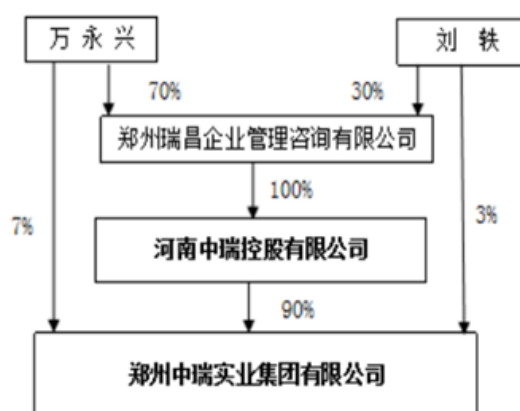 万 永 兴
刘 轶
70%
30%
郑州瑞昌企业管理咨询有限公司
100%
7%
3%
河南中瑞控股有限公司
90%
郑州中瑞实业集团有限公司